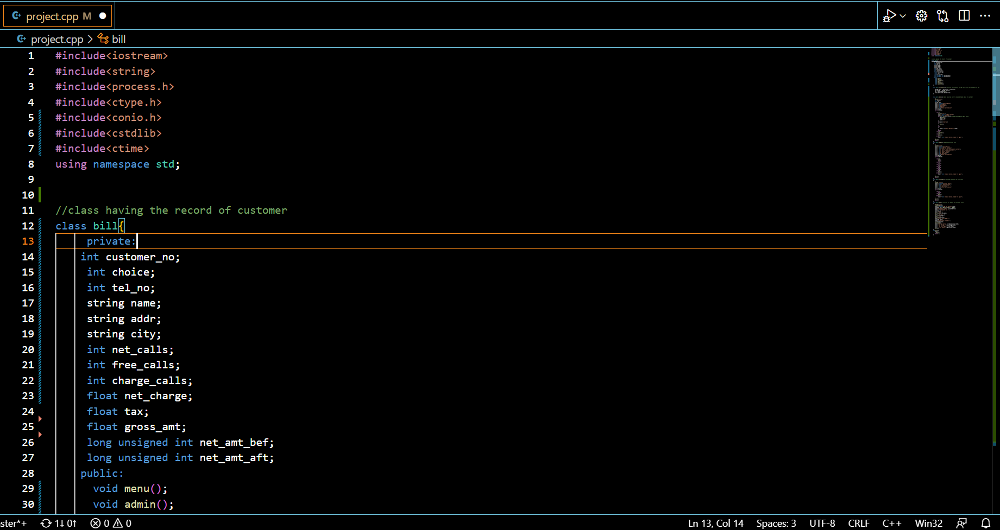 project.cpp M
project.cpp > bill
1 #include<iostream>
2 #include<string>
3 #include<process.h>
4 #include<ctype.h>
5 #include<conio.h>
6 #include<cstdlib>
7 #include<ctime>
8 using namespace std;
9
10
11 //class having the record of customer
12 class bill{
13 private:
14 int customer_no;
15 int choice;
16 int tel_no;
17 string name;
18 string addr;
19 string city;
20 int net_calls;
21 int free_calls;
22 int charge_calls;
23 float net_charge;
24 float tax;
25 float gross_amt;
26 long unsigned int net_amt_bef;
27 long unsigned int net_amt_aft;
28 public:
29 void menu();
30 void admin();
ster*+ 1↓ 0↑ 0 0 Ln 13, Col 14 Spaces: 3 UTF-8 CRLF C++ Win32